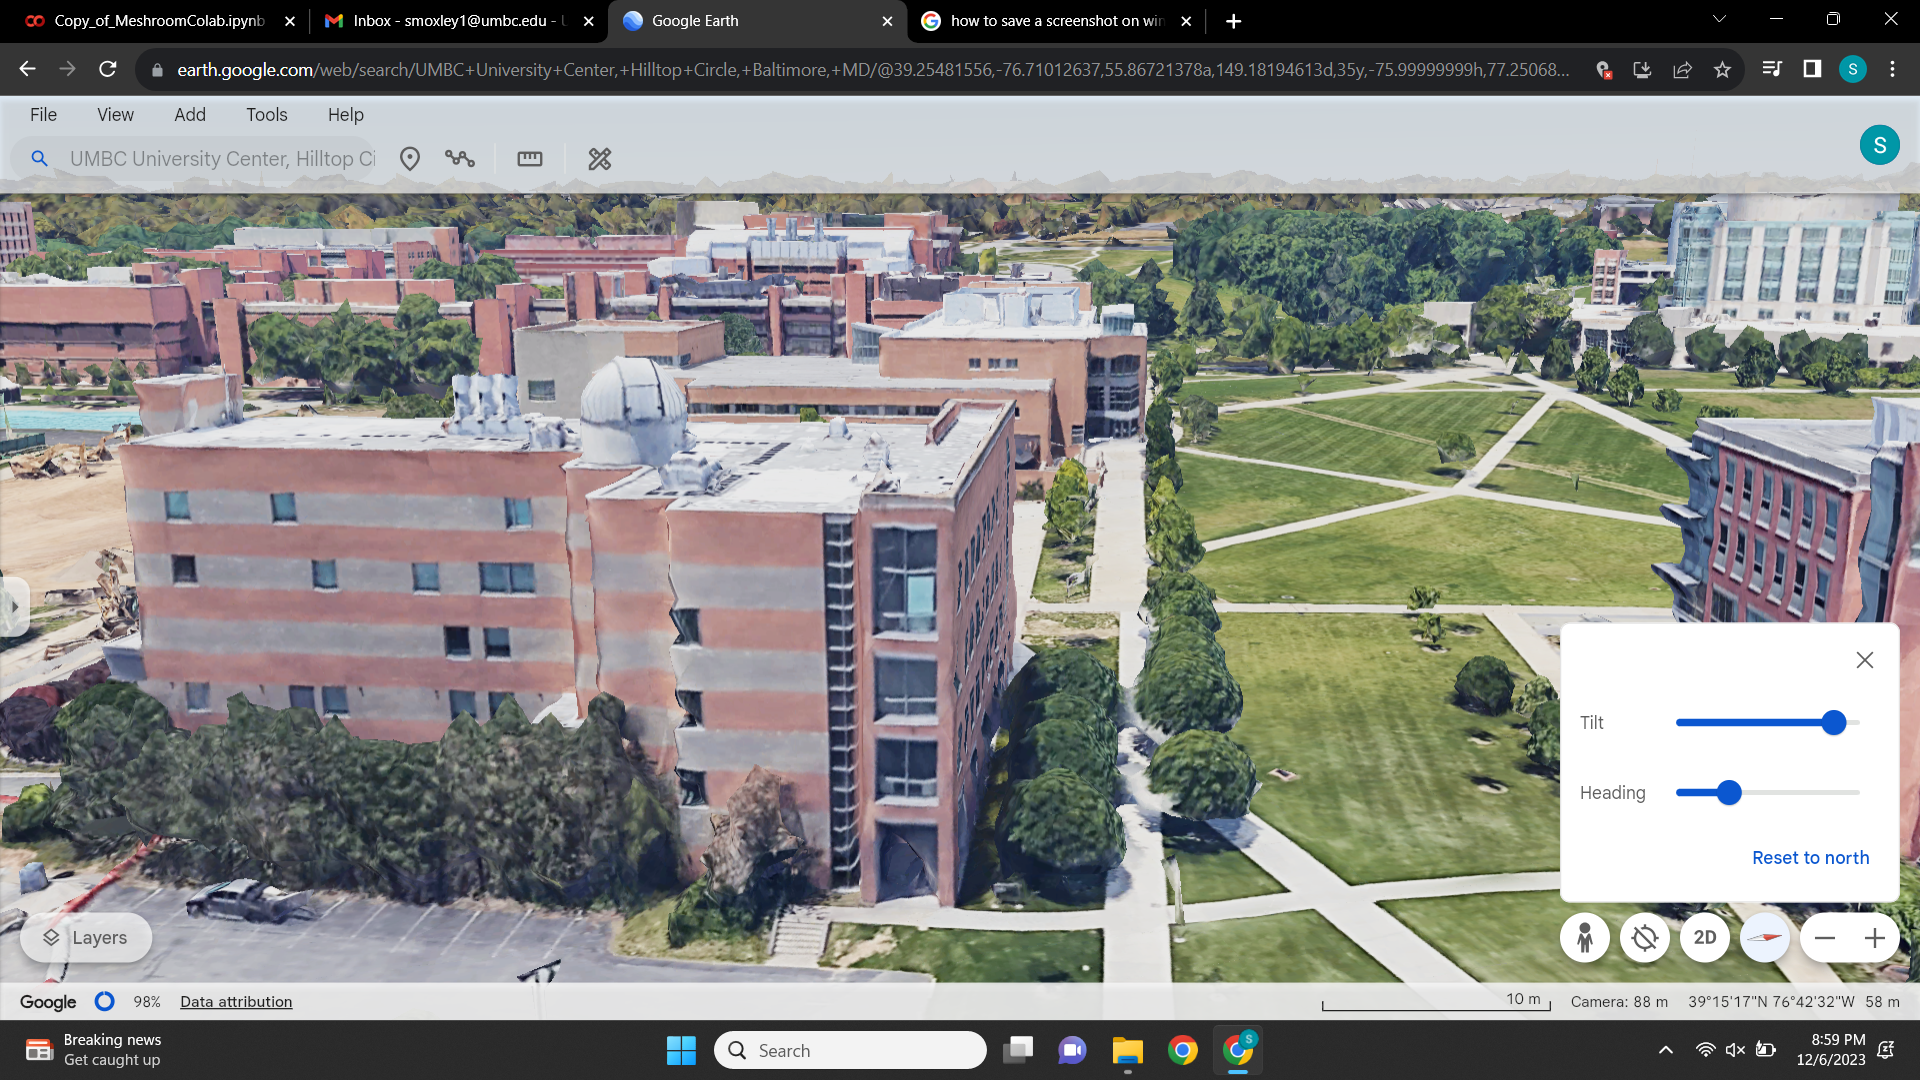 Copy_of_MeshroomColab.ipynb
Inbox - smoxley1@umbc.edu - U
Google Earth
how to save a screenshot on win
earth.google.com/web/search/UMBC+University+Center,+Hilltop+Circle,+Baltimore,+MD/@39.25481556,-76.71012637,55.86721378a,149.18194613d,35y,-75.99999999h,77.25068...
S
File View Add Tools Help
UMBC University Center, Hilltop Ci
S
Tilt
Heading
Reset to north
Layers
2D
Google 98% Data attribution
10 m Camera: 88 m 39°15'17"N 76°42'32"W 58 m
Breaking news
Get caught up
Search
S
8:59 PM
12/6/2023